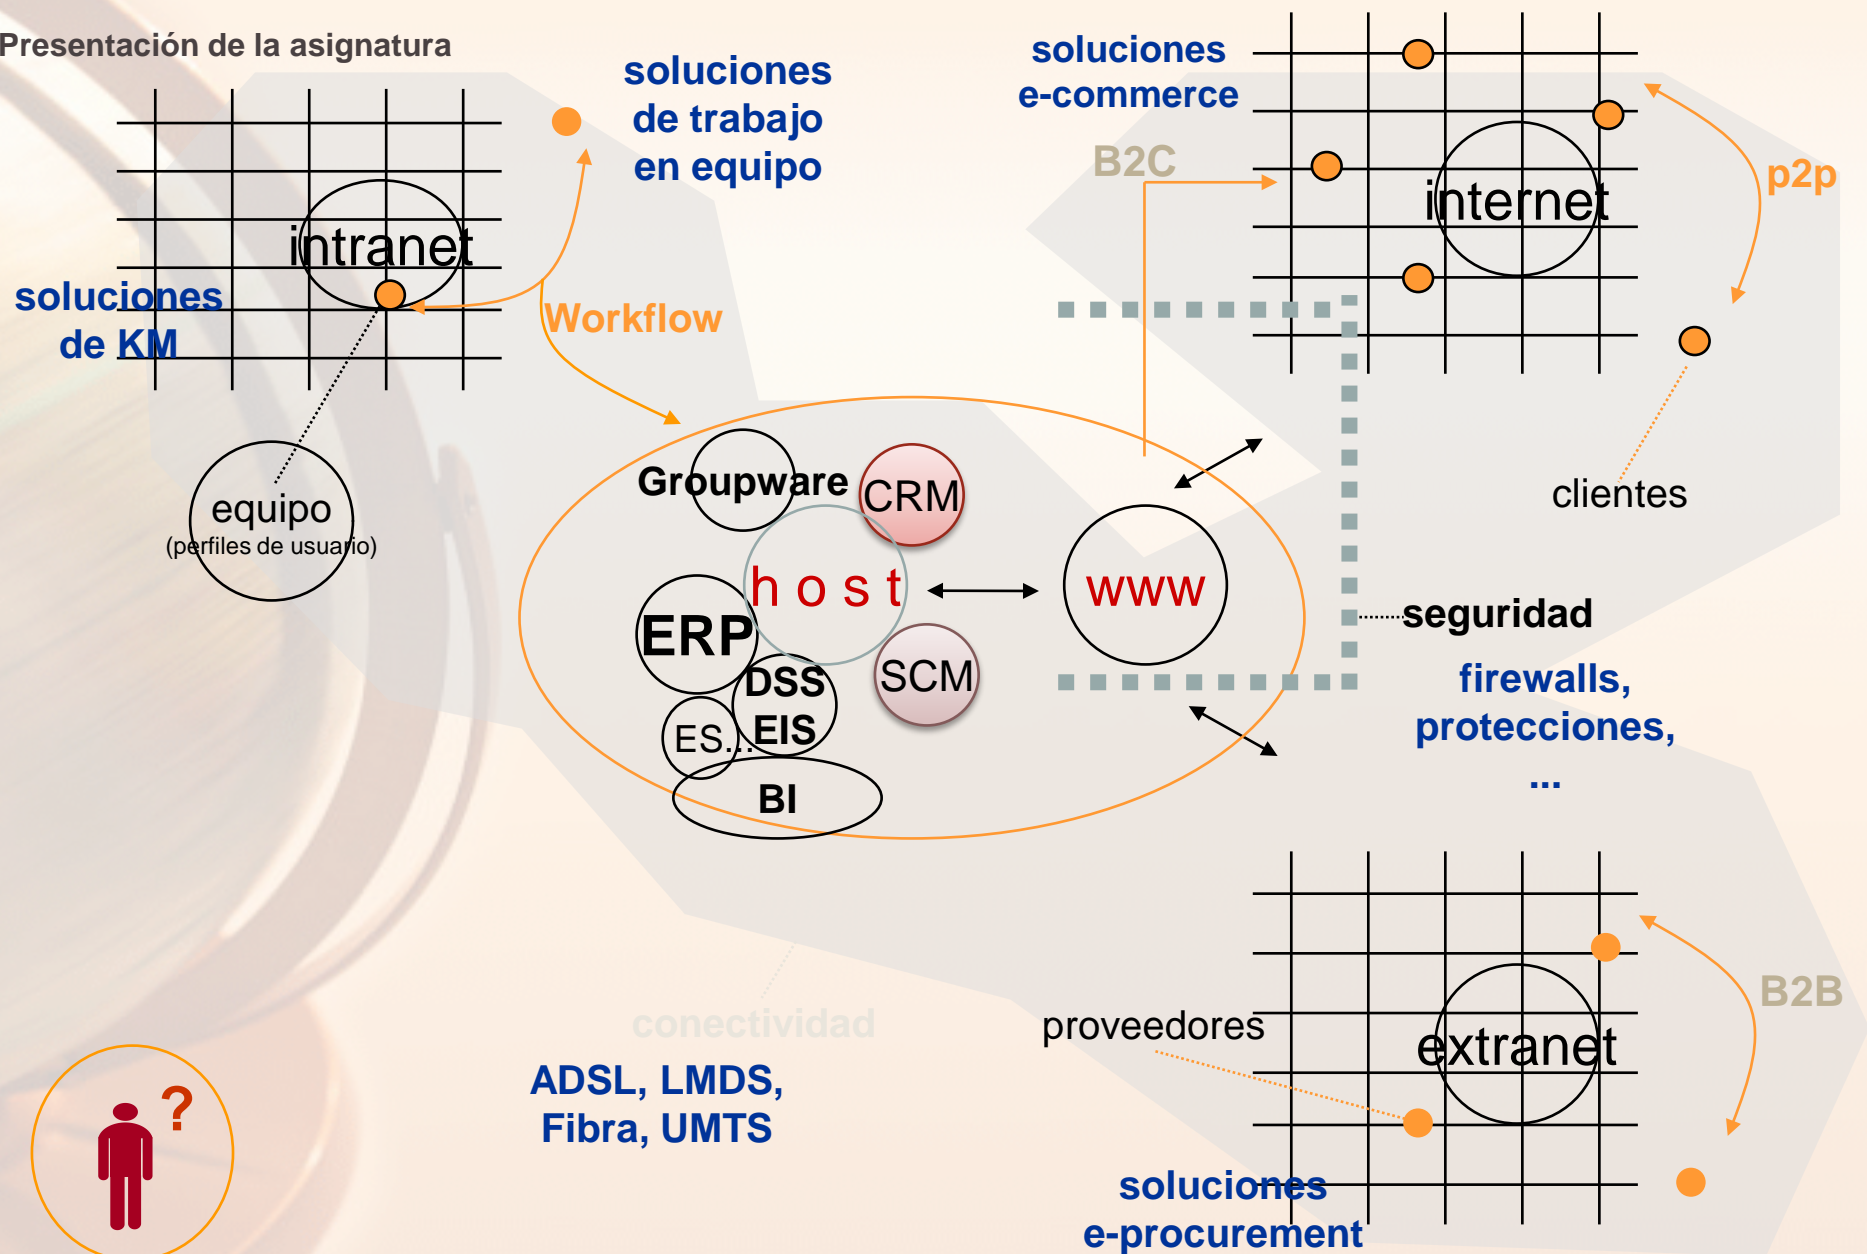 Presentación de la asignatura
soluciones
de trabajo
en equipo
soluciones
e-commerce
B2C
p2p
internet
intranet
soluciones
de KM
Workflow
equipo
(perfiles de usuario)
Groupware
CRM
clientes
h o s t
www
ERP
seguridad
DSS
EIS
SCM
ES...
BI
firewalls,
protecciones,
...
conectividad
ADSL, LMDS,
Fibra, UMTS
proveedores
extranet
B2B
?
soluciones
e-procurement